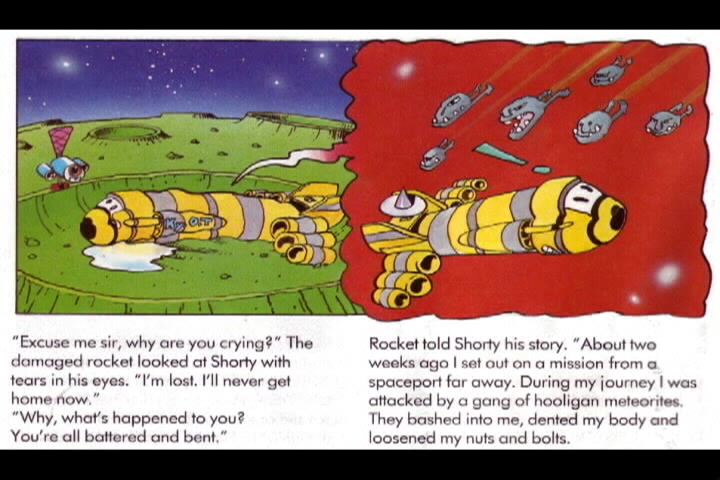 "Excuse me sir, why are you crying?" The
damaged rocket looked at Shorty with
tears in his eyes. "I'm lost. I'll never get
home now."
"Why, what's happened to you?
You're all battered and bent."
Rocket told Shorty his story. "About two
weeks ago I set out on a mission from a
spaceport far away. During my journey I was
attacked by a gang of hooligan meteorites.
They bashed into me, dented my body and
loosened my nuts and bolts.